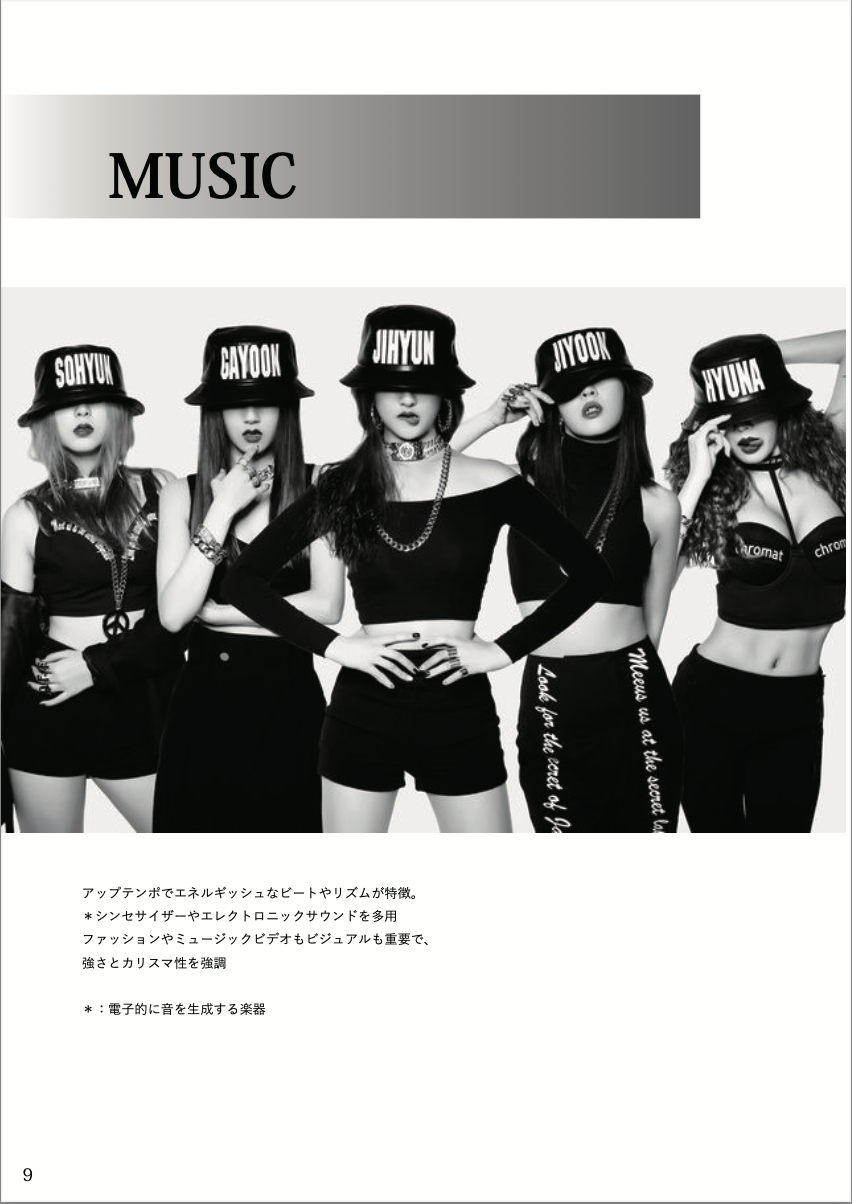 MUSIC
SOHYUN
GAYOON
JIHYUN
JIYOON
HYUNA
chromat
Look for the
Meeus us at the secret
アップテンポでエネルギッシュなビートやリズムが特徴。
＊シンセサイザーやエレクトロニックサウンドを多用
ファッションやミュージックビデオもビジュアルも重要で、
強さとカリスマ性を強調
＊：電子的に音を生成する楽器
9